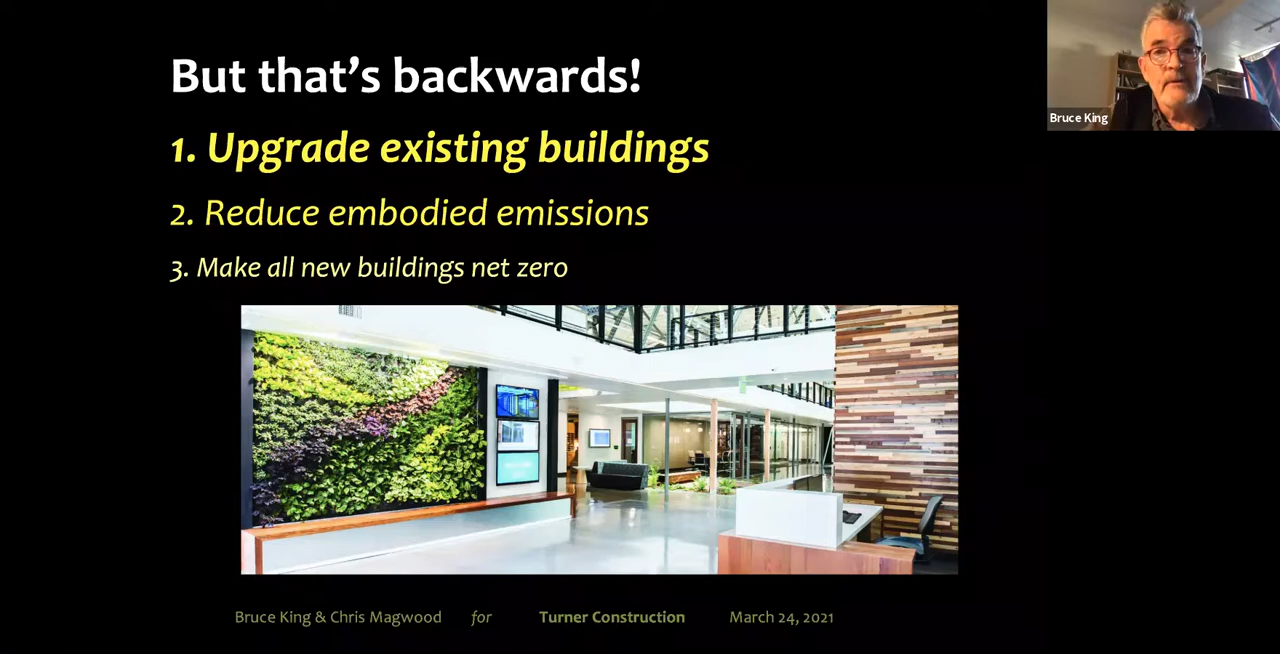 But that's backwards!
1. Upgrade existing buildings
2. Reduce embodied emissions
3. Make all new buildings net zero
Bruce King & Chris Magwood for Turner Construction March 24, 2021
Bruce King